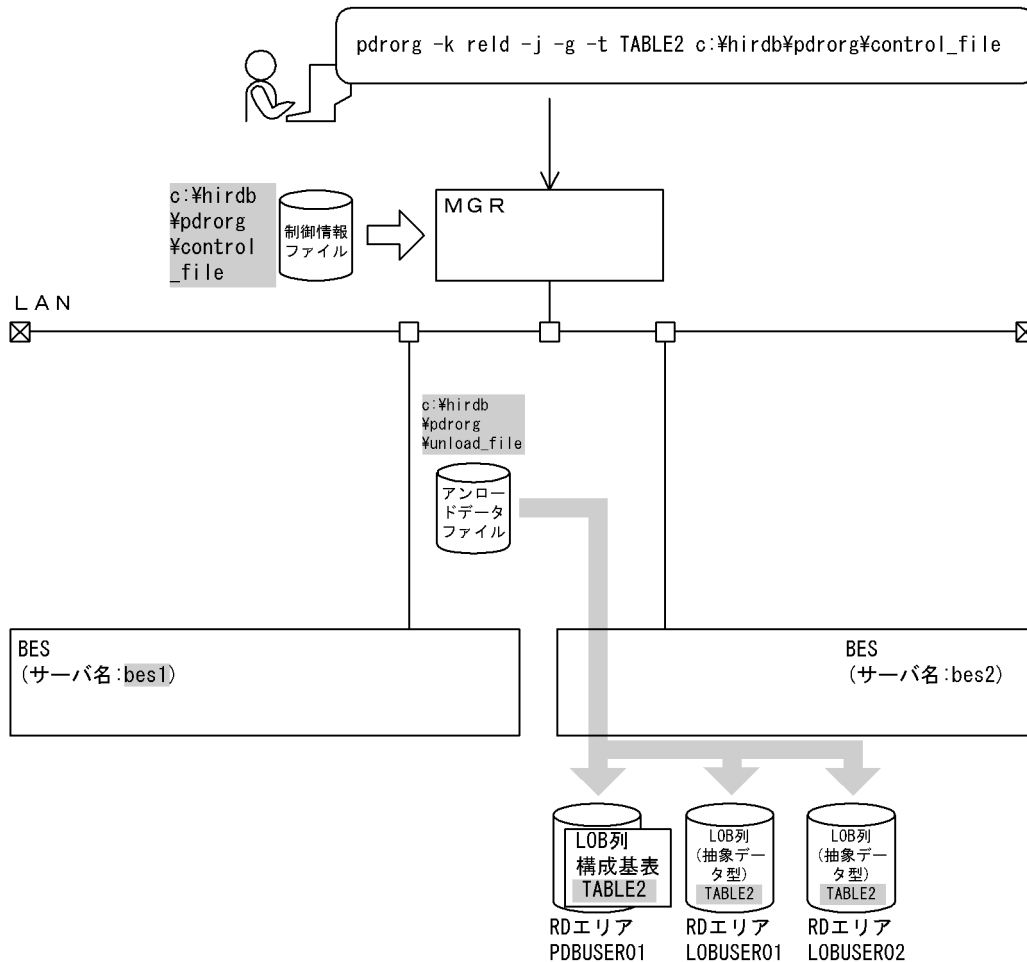 pdrorg -k reld -j -g -t TABLE2 c:¥hirdb¥pdrorg¥control_file
c:¥hirdb
¥pdrorg
¥control
_file
制御情報
ファイル
ＭＧＲ
ＬＡＮ
c:¥hirdb
¥pdrorg
¥unload_file
アンロー
ドデータ
ファイル
BES
(サーバ名:bes1)
BES
(サーバ名:bes2)
LOB列
構成基表
TABLE2
RDエリア
PDBUSER01
LOB列
(抽象デー
タ型)
TABLE2
RDエリア
LOBUSER01
LOB列
(抽象デー
タ型)
TABLE2
RDエリア
LOBUSER02